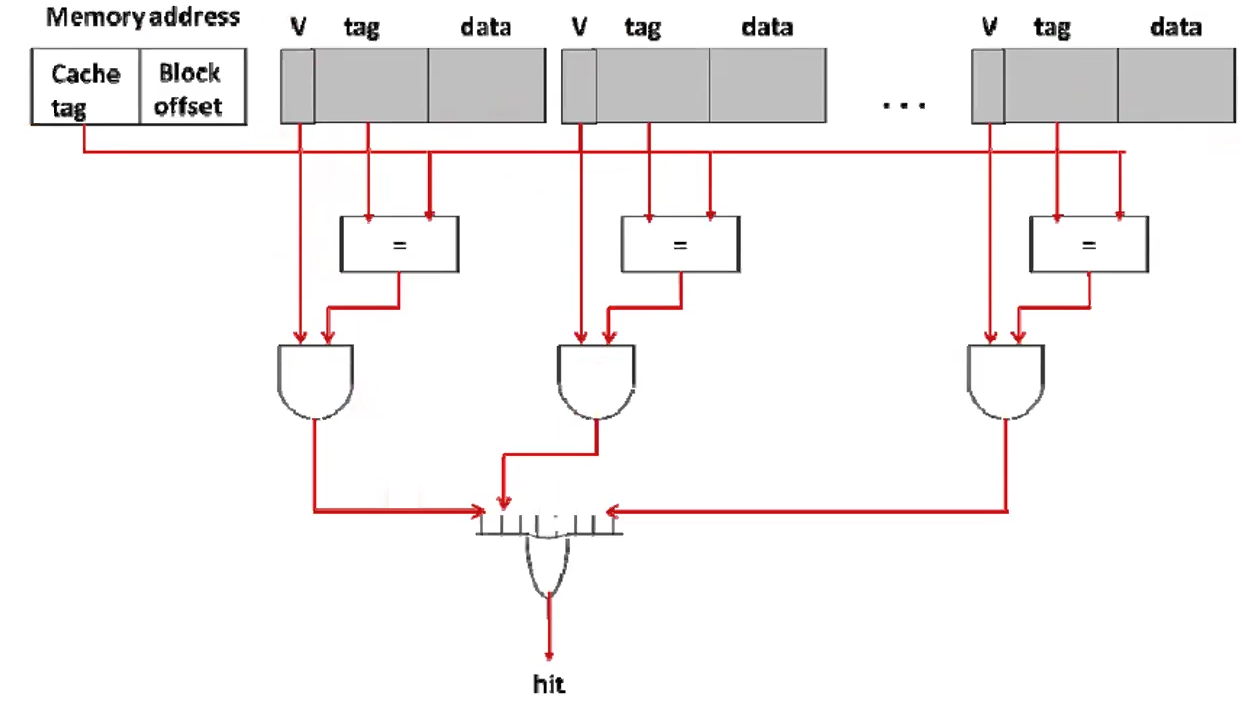 Memory address
V tag data V tag data V tag data
Cache
tag
Block
offset
...
= = =
hit